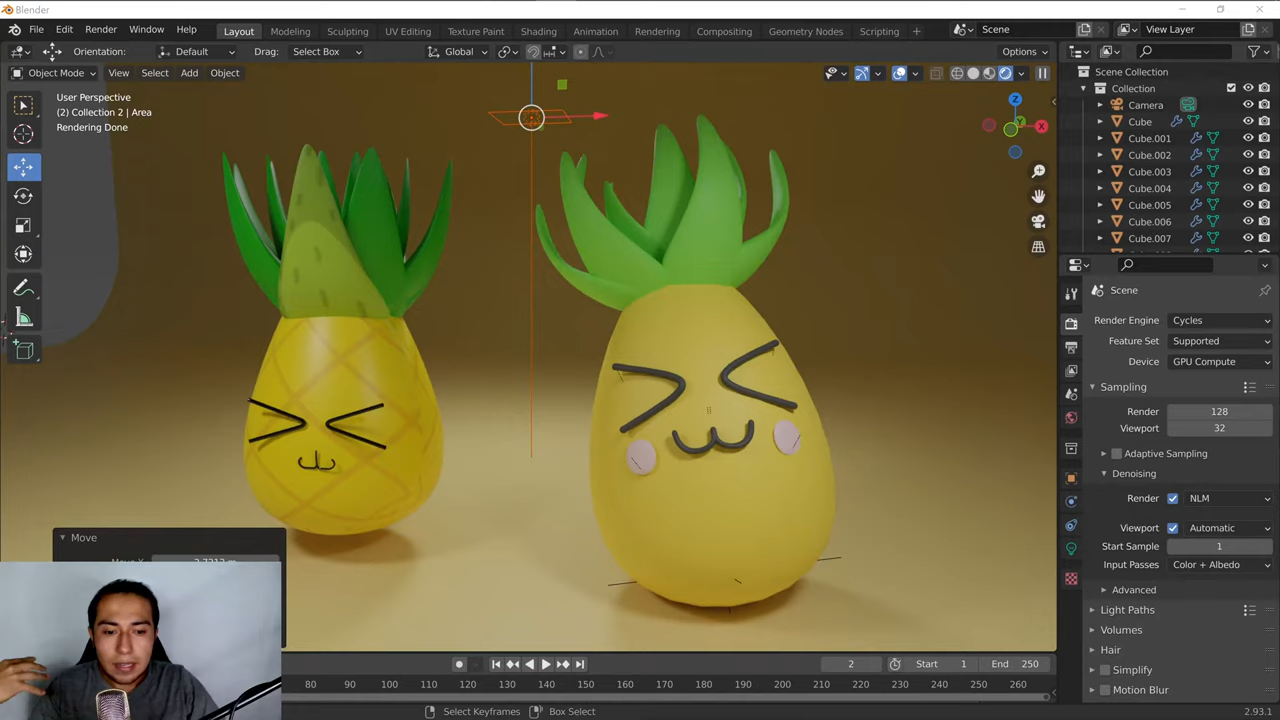 Blender
File Edit Render Window Help Layout Modeling Sculpting UV Editing Texture Paint Shading Animation Rendering Compositing Geometry Nodes Scripting + Scene View Layer
Orientation: Default Drag: Select Box Global Options
Object Mode View Select Add Object
User Perspective
(2) Collection 2 | Area
Rendering Done
Z
Y
X
Move
Scene Collection
Collection
Camera
Cube
Cube.001
Cube.002
Cube.003
Cube.004
Cube.005
Cube.006
Cube.007
Scene
Render Engine Cycles
Feature Set Supported
Device GPU Compute
Sampling
Render 128
Viewport 32
Adaptive Sampling
Denoising
Render NLM
Viewport Automatic
Start Sample 1
Input Passes Color + Albedo
Advanced
Light Paths
Volumes
Hair
Simplify
Motion Blur
2 Start 1 End 250
80 90 100 110 120 130 140 150 160 170 180 190 200 210 220 230 240 250 260
Select Keyframes Box Select 2.93.1